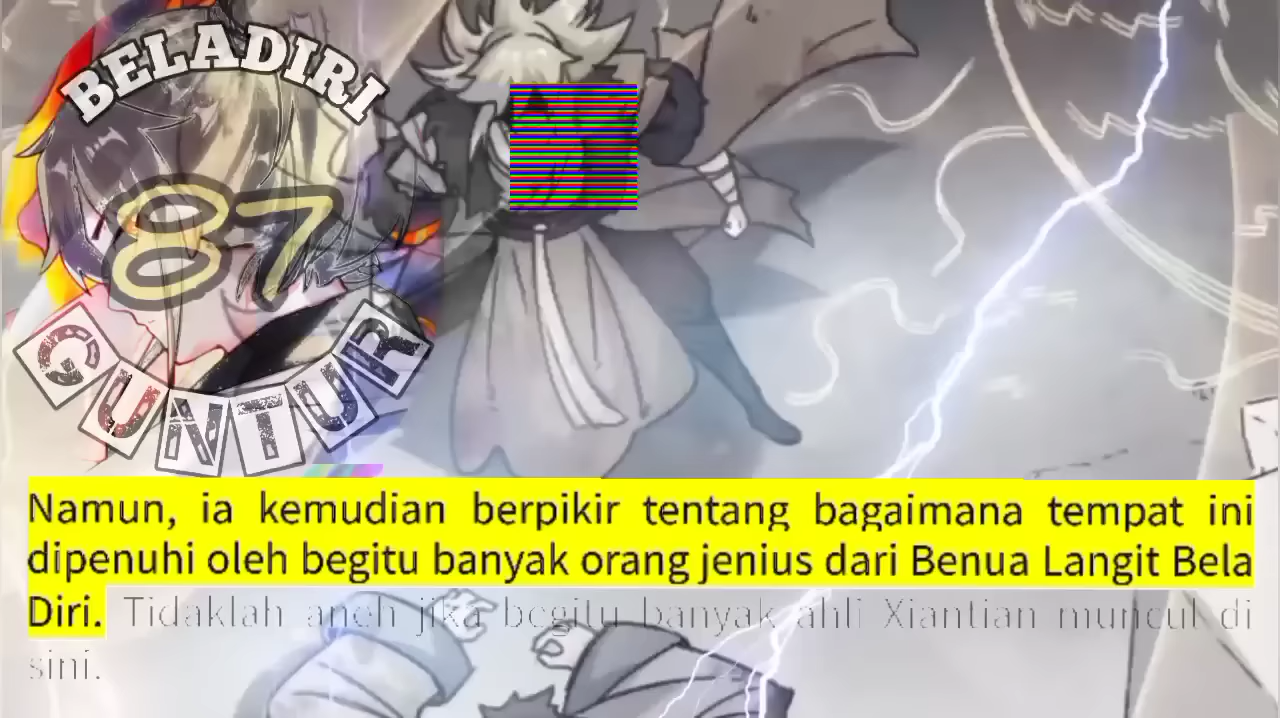 BELADIRI
87
GUNTUR
Namun, ia kemudian berpikir tentang bagaimana tempat ini
dipenuhi oleh begitu banyak orang jenius dari Benua Langit Bela
Diri. Tidaklah aneh jika begitu banyak ahli Xiantian muncul di
sini.